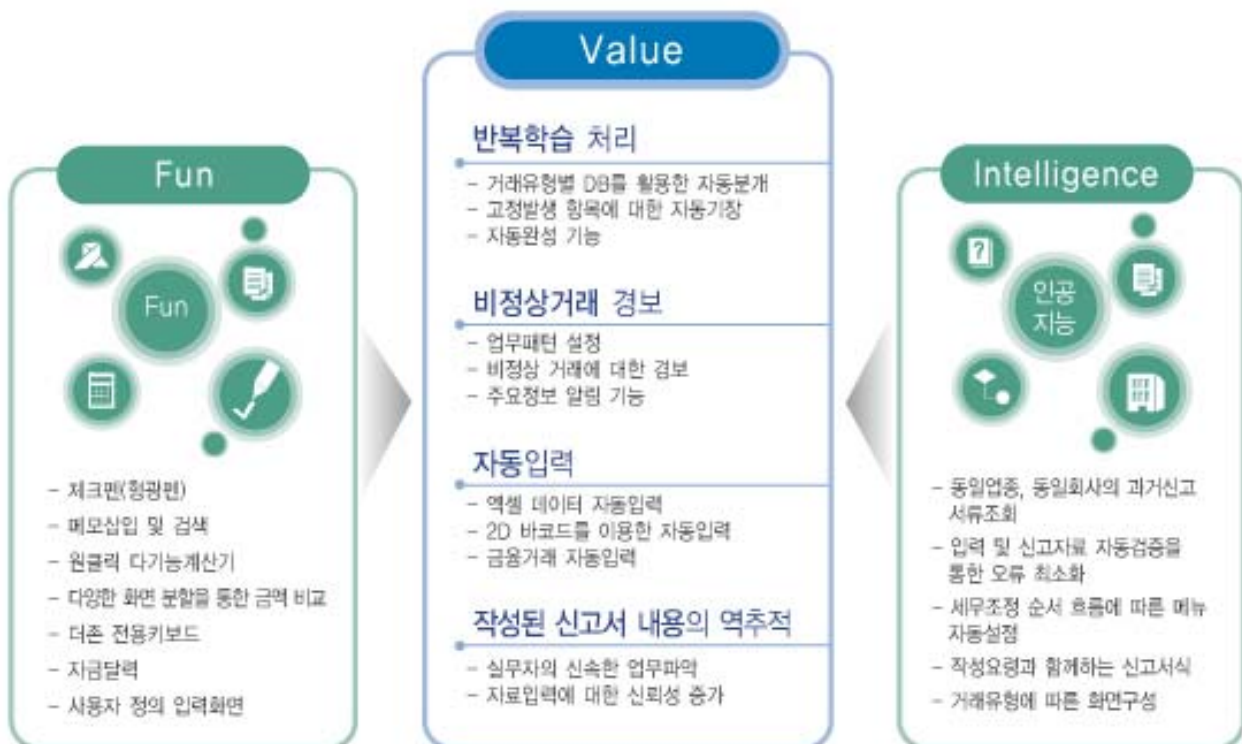 Fun
Fun
- 체크펜(형광펜)
- 메모삽입 및 검색
- 원클릭 다기능계산기
- 다양한 화면 분할을 통한 금액 비교
- 더존 전용키보드
- 자금달력
- 사용자 정의 입력화면
Value
반복학습 처리
- 거래유형별 DB를 활용한 자동분개
- 고정발생 항목에 대한 자동기장
- 자동완성 기능
비정상거래 경보
- 업무패턴 설정
- 비정상 거래에 대한 경보
- 주요정보 알림 기능
자동입력
- 엑셀 데이터 자동입력
- 2D 바코드를 이용한 자동입력
- 금융거래 자동입력
작성된 신고서 내용의 역추적
- 실무자의 신속한 업무파악
- 자료입력에 대한 신뢰성 증가
Intelligence
?
인공
지능
- 동일업종, 동일회사의 과거신고
서류조회
- 입력 및 신고자료 자동검증을
통한 오류 최소화
- 세무조정 순서 흐름에 따른 메뉴
자동설정
- 작성요령과 함께하는 신고서식
- 거래유형에 따른 화면구성